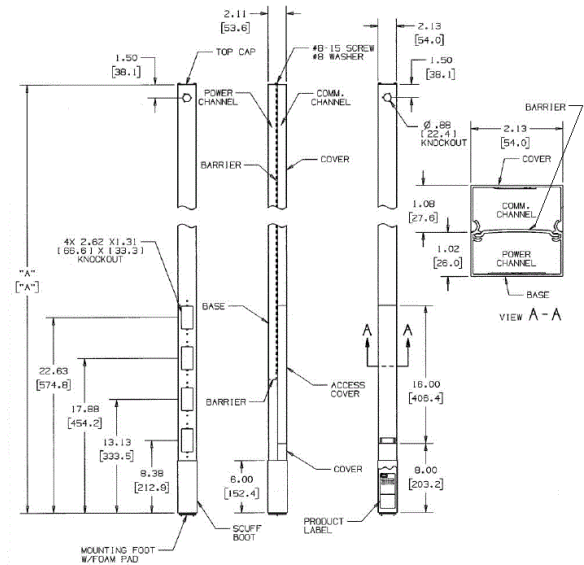 2.11
[53.6]
2.13
[54.0]
1.50
[38.1]
TOP CAP
#8-15 SCREW
#8 WASHER
1.50
[38.1]
POWER
CHANNEL
COMM.
CHANNEL
BARRIER
COVER
Ø .88
[22.4]
KNOCKOUT
BARRIER
2.13
[54.0]
COVER
COMM.
CHANNEL
1.08
[27.6]
POWER
CHANNEL
1.02
[26.0]
BASE
VIEW A-A
4X 2.62 X1.31
[66.6] X [33.3]
KNOCKOUT
"A"
["A"]
BASE
A A
22.63
[574.8]
17.88
[454.2]
13.13
[333.5]
8.38
[212.9]
BARRIER
ACCESS
COVER
16.00
[406.4]
COVER
6.00
[152.4]
8.00
[203.2]
SCUFF
BOOT
PRODUCT
LABEL
MOUNTING FOOT
W/FOAM PAD